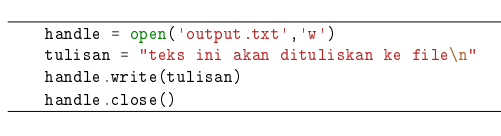 handle = open('output.txt','w')
tulisan = "teks ini akan dituliskan ke file\n"
handle.write(tulisan)
handle.close()